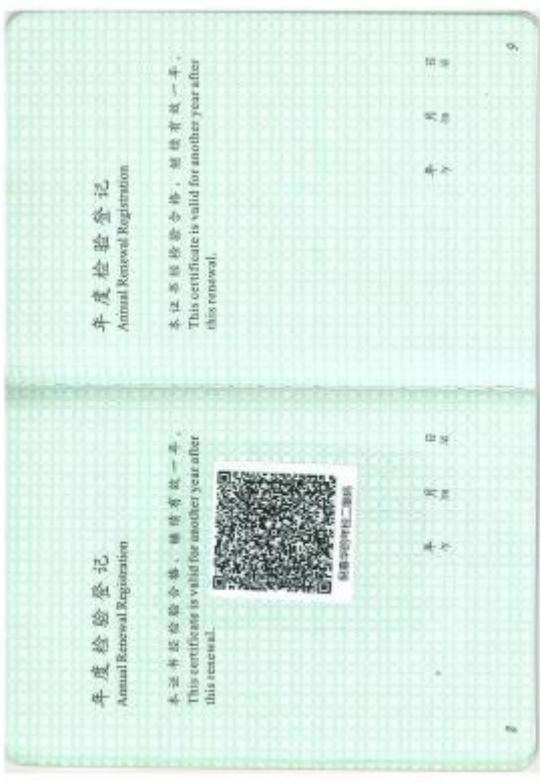 年度检验登记
Annual Renewal Registration
本证书经检验合格，继续有效一年。
This certificate is valid for another year after
this renewal.
年 月 日
/y /m /d
8
年度检验登记
Annual Renewal Registration
本证书经检验合格，继续有效一年。
This certificate is valid for another year after
this renewal.
年 月 日
/y /m /d
9